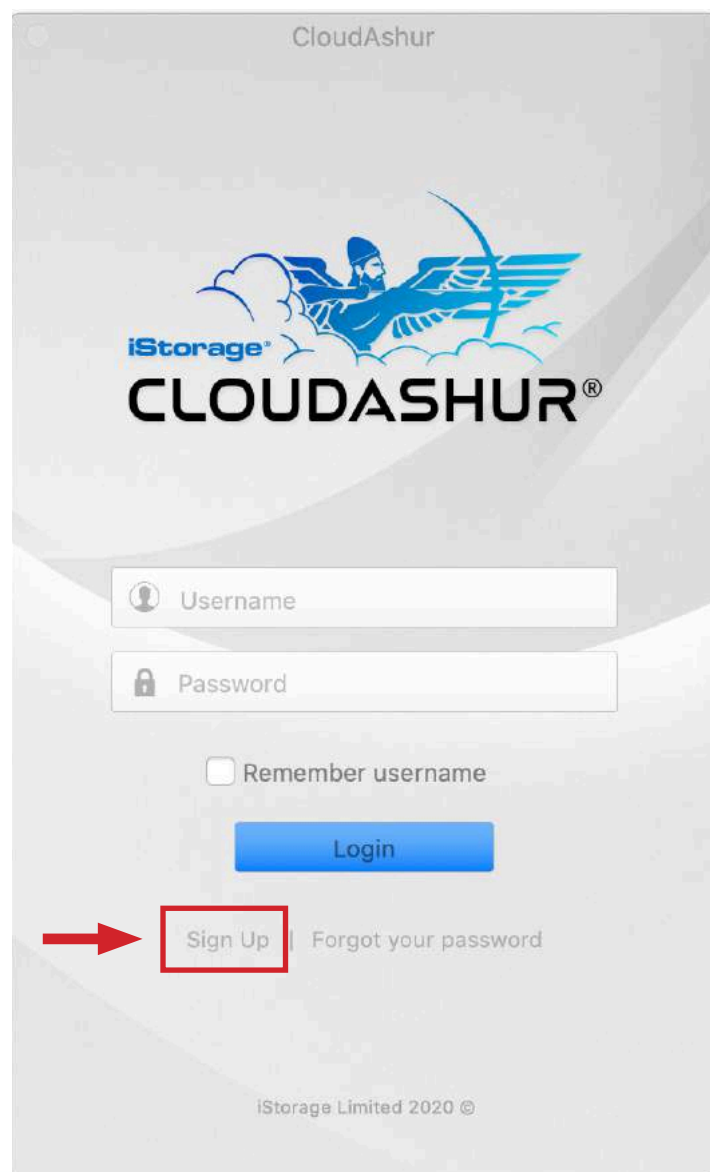 CloudAshur
iStorage®
CLOUDASHUR®
Username
Password
Remember username
Login
Sign Up | Forgot your password
iStorage Limited 2020 ©